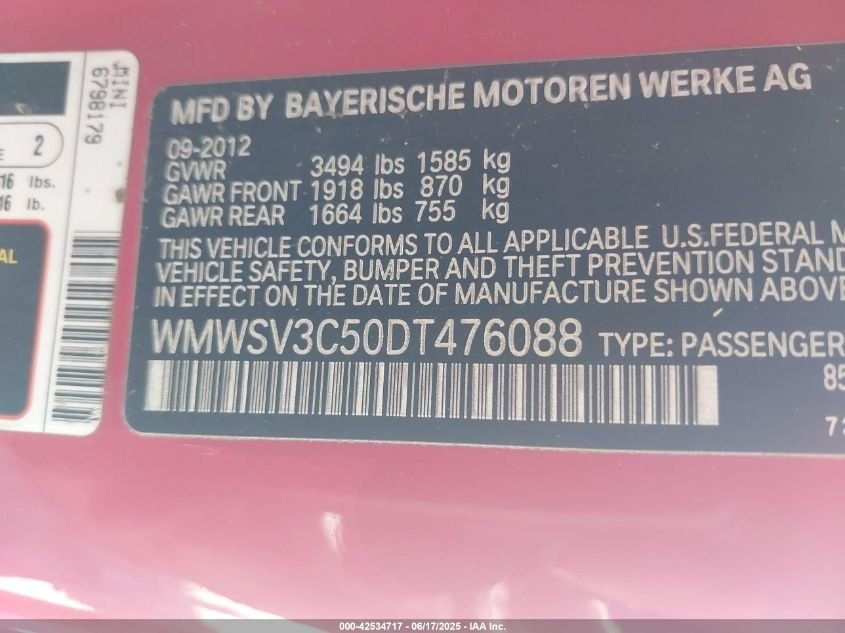 MINI
6798179
2
16 lbs.
16 lb.
AL
MFD BY BAYERISCHE MOTOREN WERKE AG
09-2012
GVWR 3494 lbs 1585 kg
GAWR FRONT 1918 lbs 870 kg
GAWR REAR 1664 lbs 755 kg
THIS VEHICLE CONFORMS TO ALL APPLICABLE U.S.FEDERAL M
VEHICLE SAFETY, BUMPER AND THEFT PREVENTION STAND
IN EFFECT ON THE DATE OF MANUFACTURE SHOWN ABOVE
WMWSV3C50DT476088 TYPE: PASSENGER
85
73
000-42534717 - 06/17/2025 - IAA Inc.